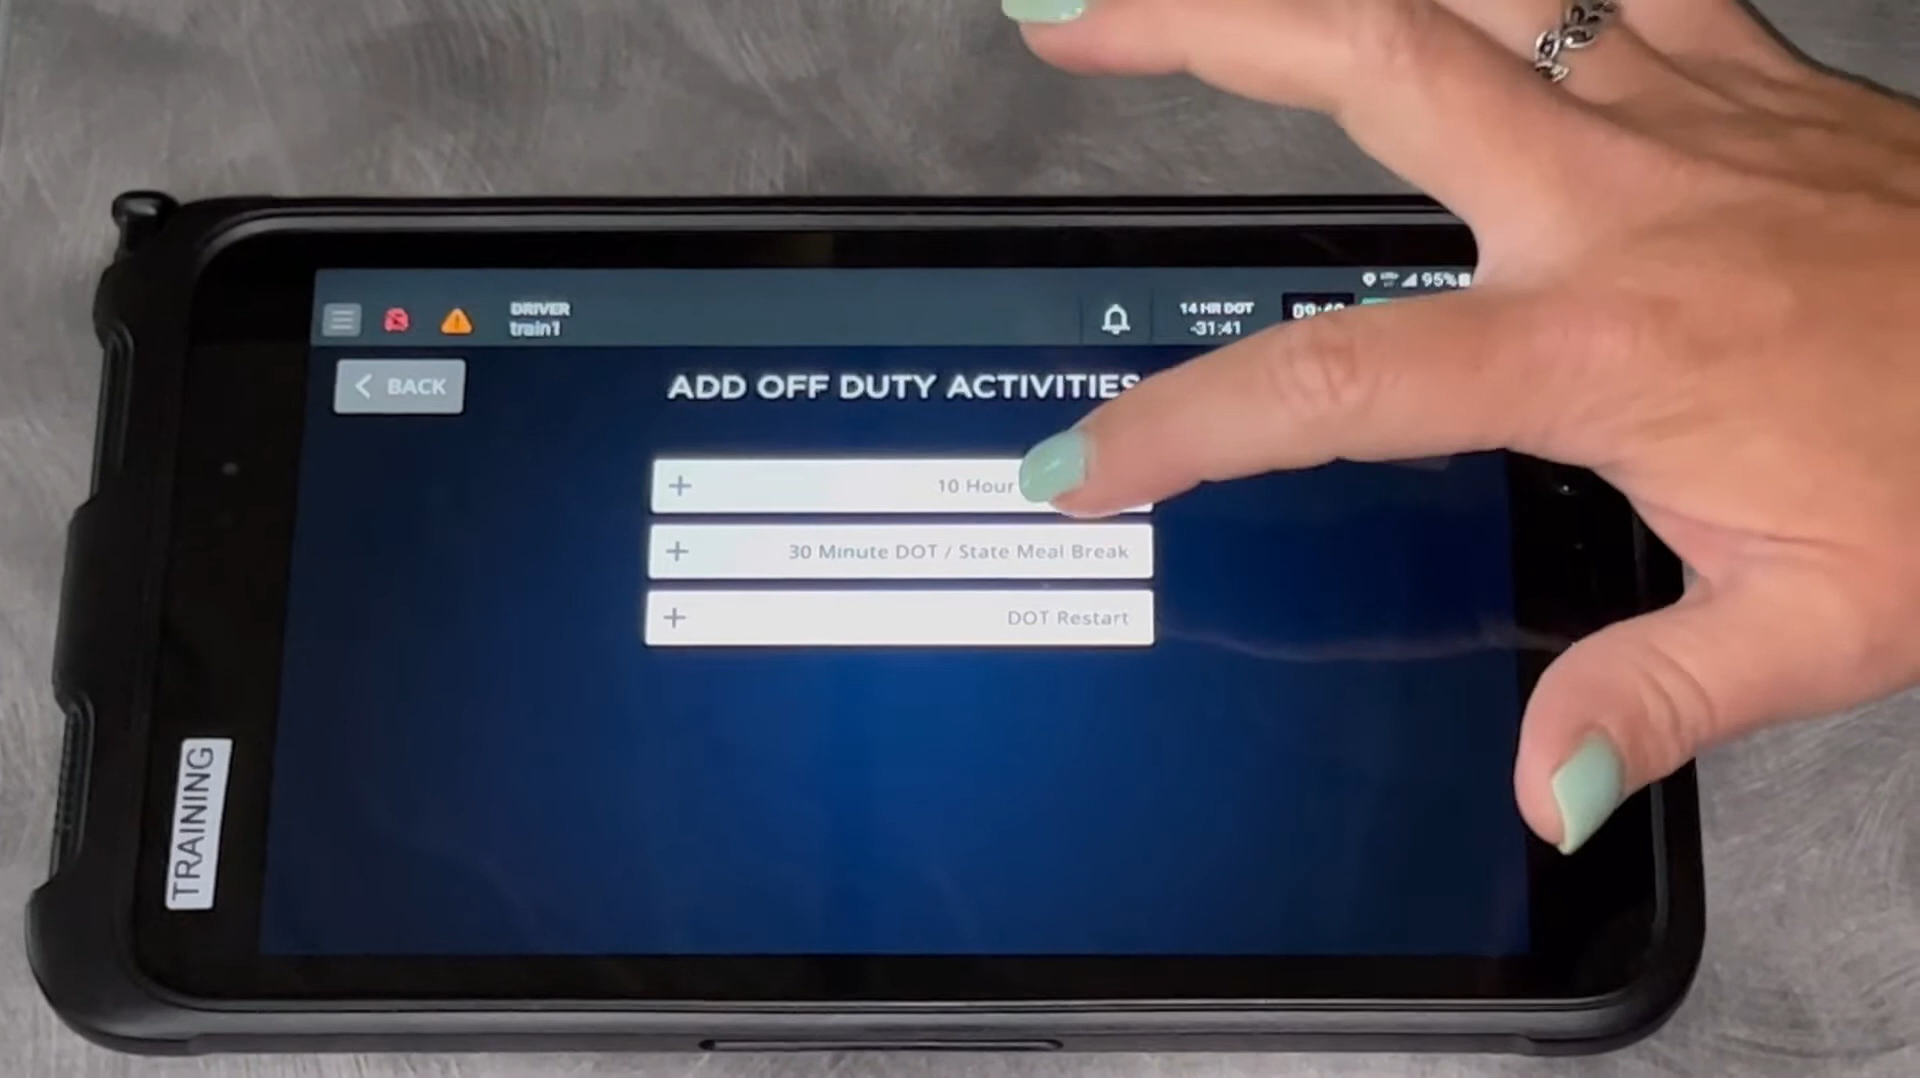 95%
DRIVER
train1
14 HR DOT
-31:41
BACK
ADD OFF DUTY ACTIVITIES
10 Hour
30 Minute DOT / State Meal Break
DOT Restart
TRAINING